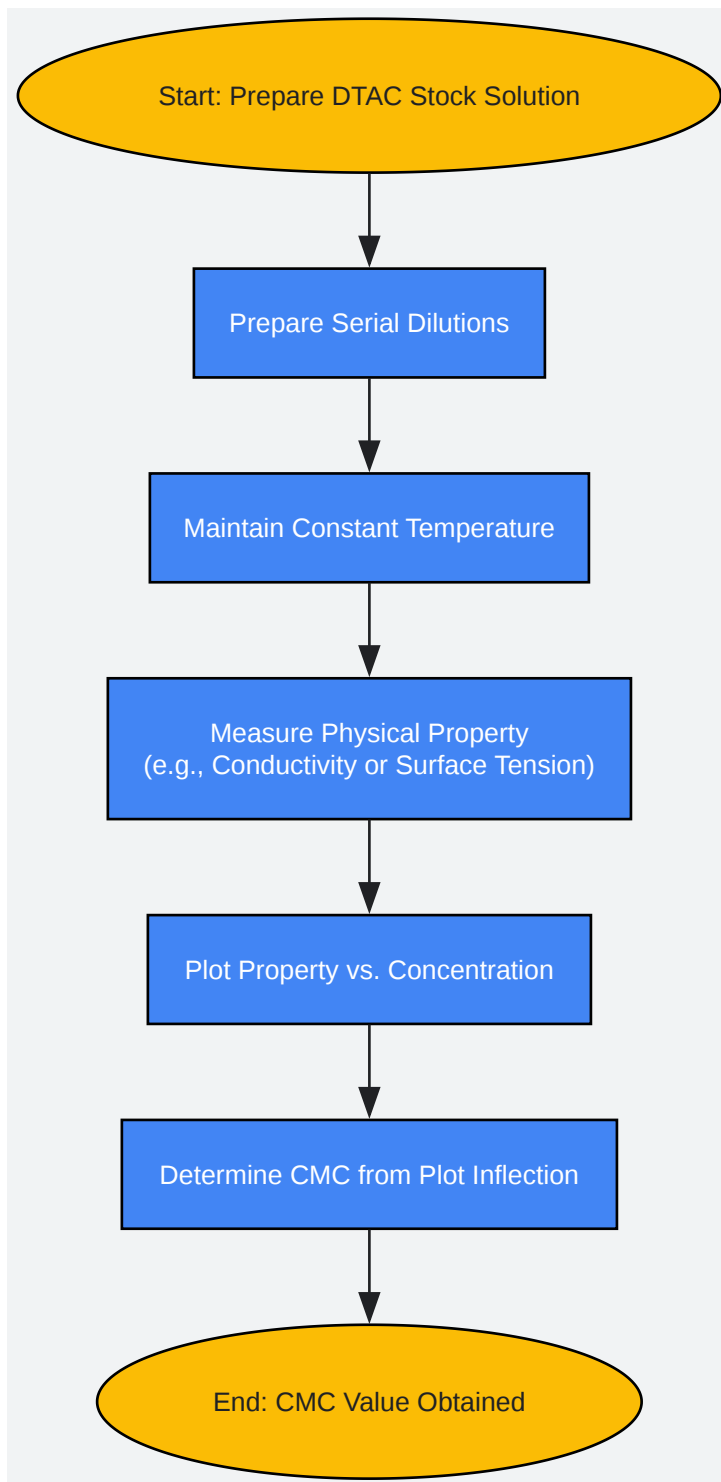 Start: Prepare DTAC Stock Solution
Prepare Serial Dilutions
Maintain Constant Temperature
Measure Physical Property
(e.g., Conductivity or Surface Tension)
Plot Property vs. Concentration
Determine CMC from Plot Inflection
End: CMC Value Obtained